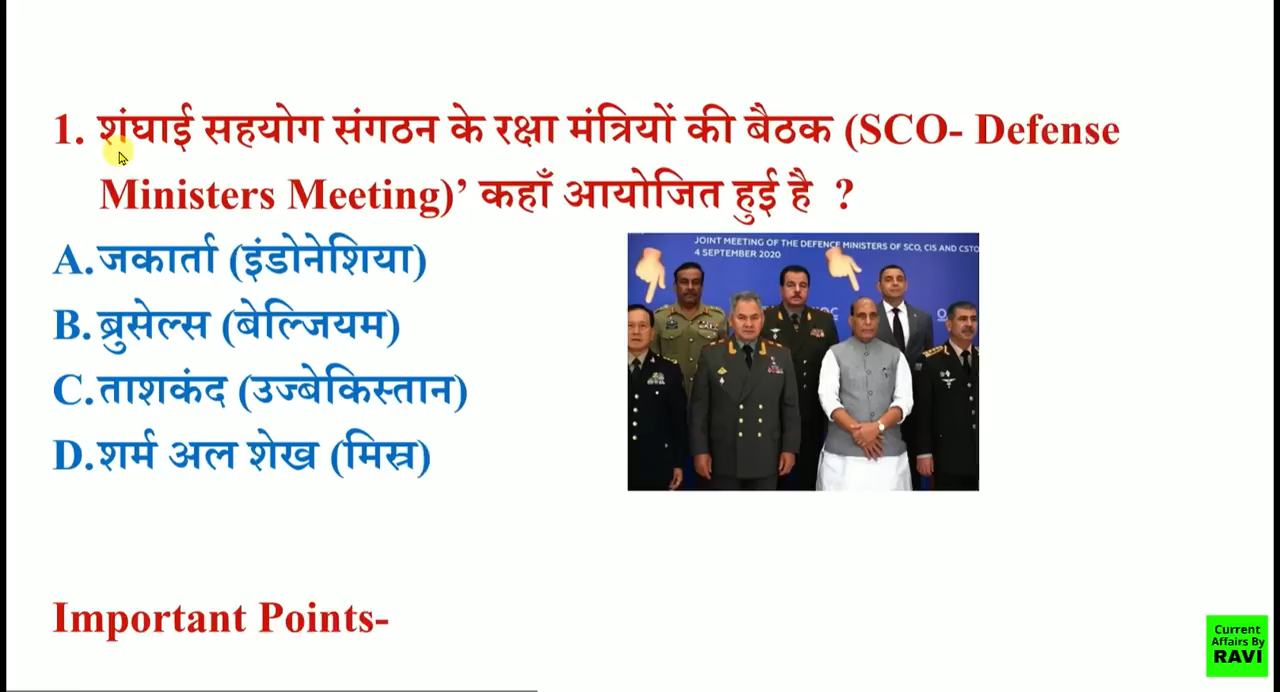 1. शंघाई सहयोग संगठन के रक्षा मंत्रियों की बैठक (SCO- Defense
Ministers Meeting)’ कहाँ आयोजित हुई है ?
A.जकार्ता (इंडोनेशिया)
B.ब्रुसेल्स (बेल्जियम)
C.ताशकंद (उज्बेकिस्तान)
D.शर्म अल शेख (मिस्र)
JOINT MEETING OF THE DEFENCE MINISTERS OF SCO, CIS AND CSTO
4 SEPTEMBER 2020
Important Points-
Current
Affairs By
RAVI